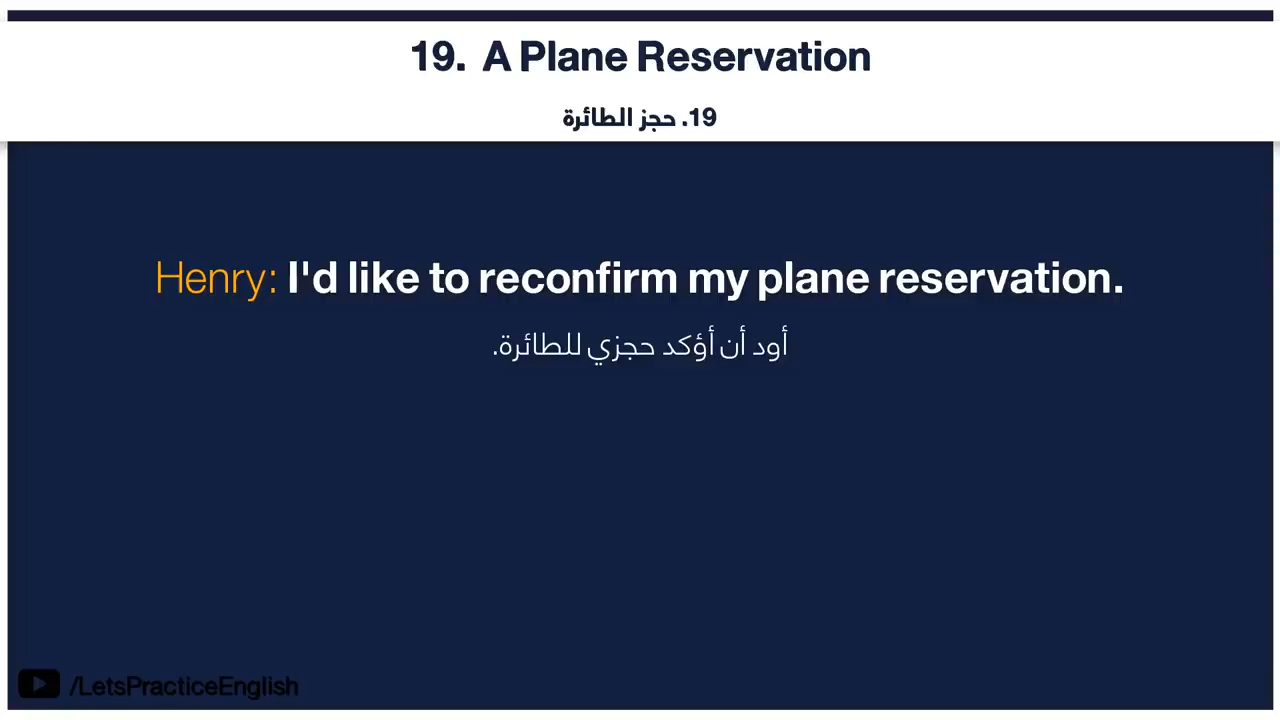 19. A Plane Reservation
19. حجز الطائرة
Henry: I'd like to reconfirm my plane reservation.
أود أن أؤكد حجزي للطائرة.
/LetsPracticeEnglish